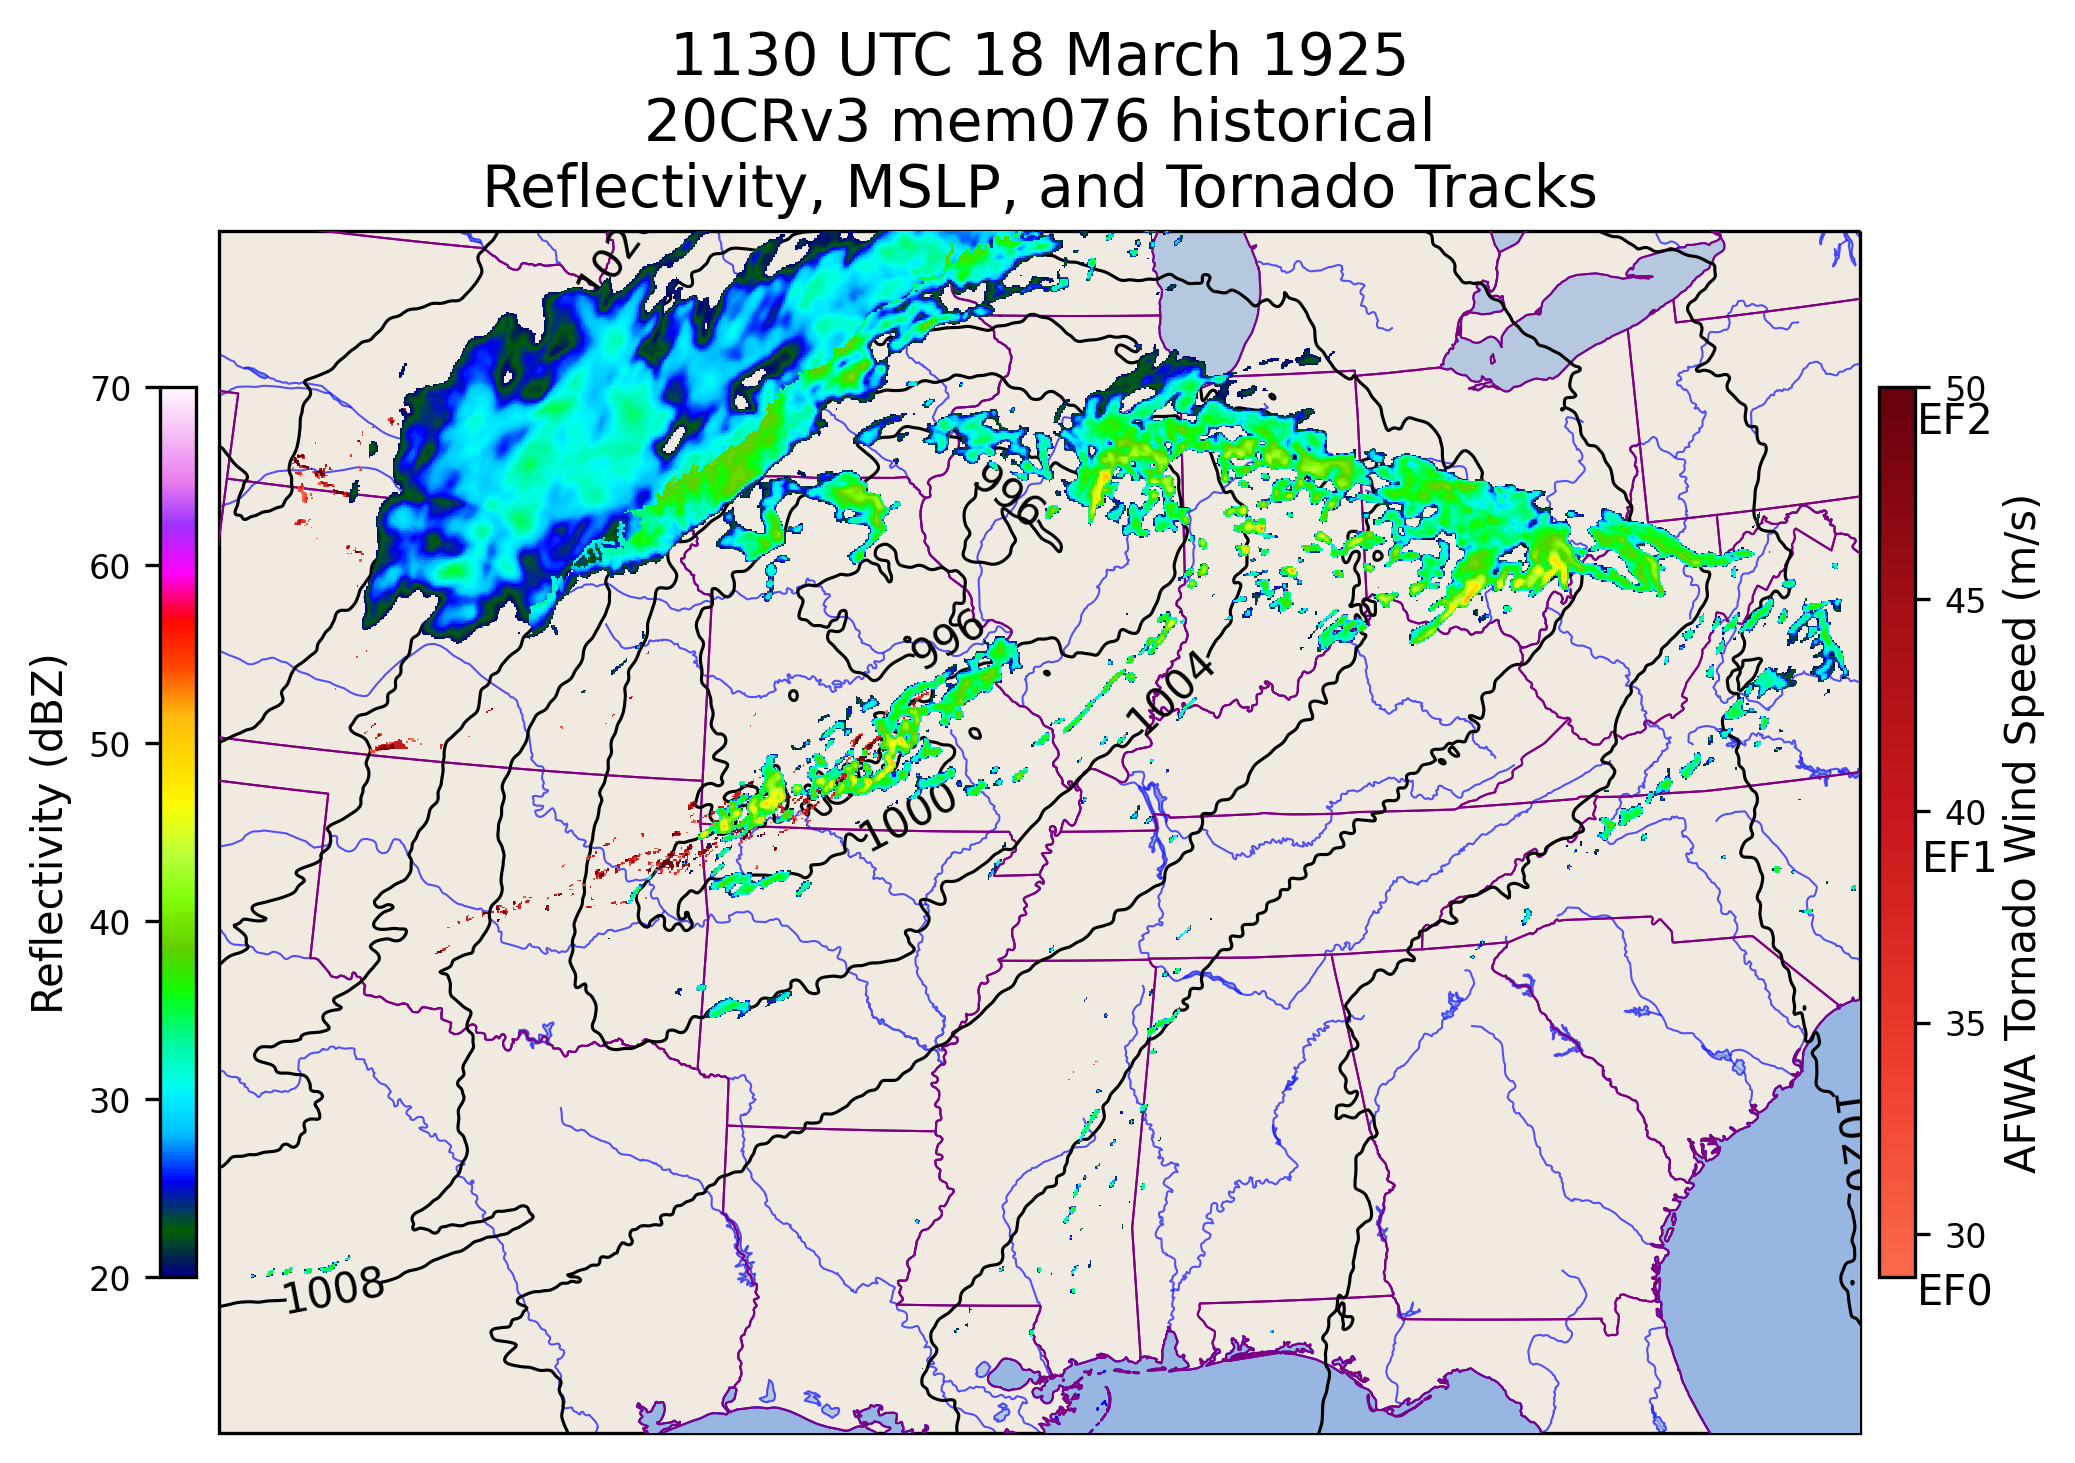 1130 UTC 18 March 1925
20CRv3 mem076 historical
Reflectivity, MSLP, and Tornado Tracks
102
996
996
1004
1000
1008
1020
70
60
50
40
30
20
Reflectivity (dBZ)
50
EF2
45
40
EF1
35
30
EF0
AFWA Tornado Wind Speed (m/s)